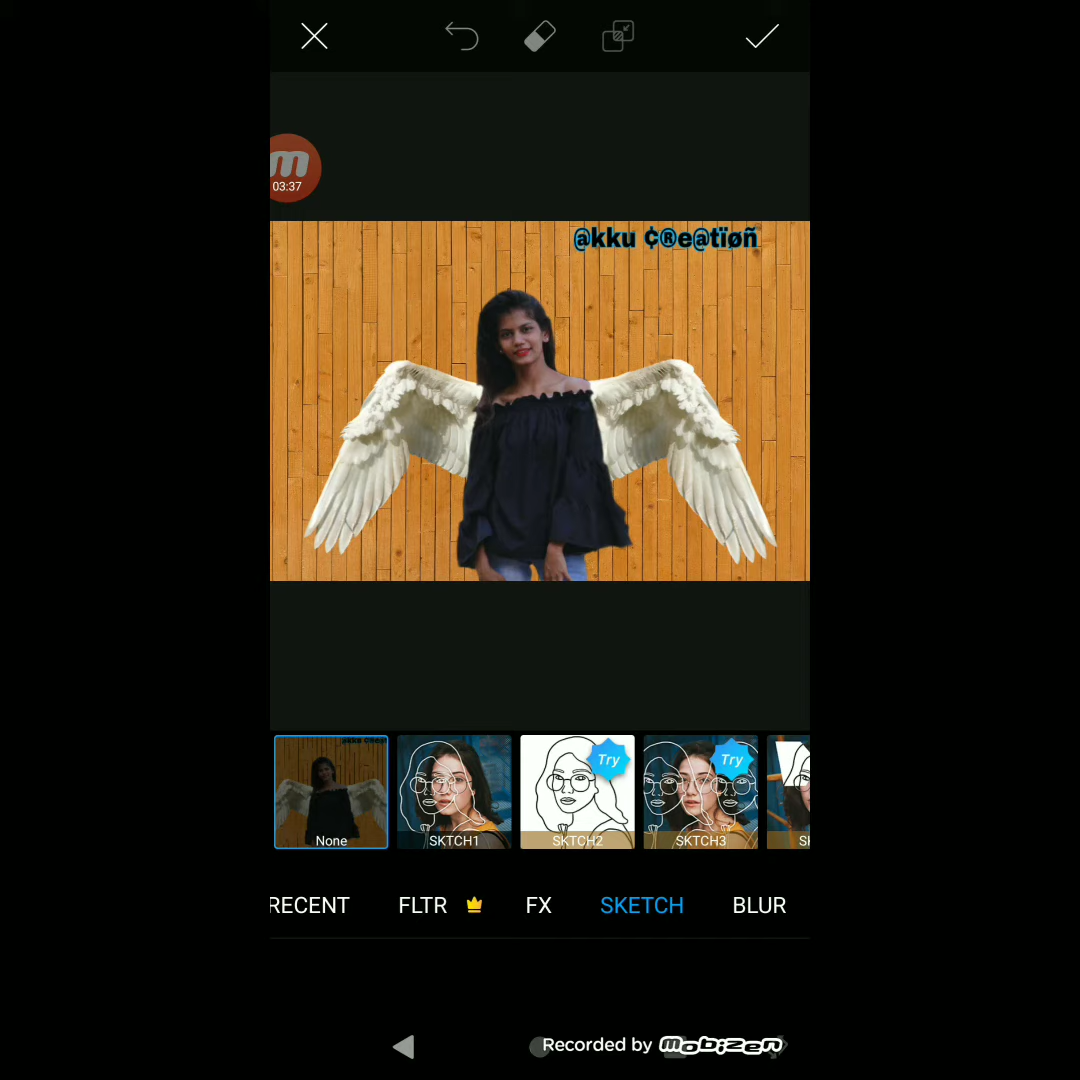 m
03:37
@kku ¢®e@tïøñ
Try
Try
None
SKTCH1
SKTCH2
SKTCH3
RECENT
FLTR
FX
SKETCH
BLUR
Recorded by mobizen